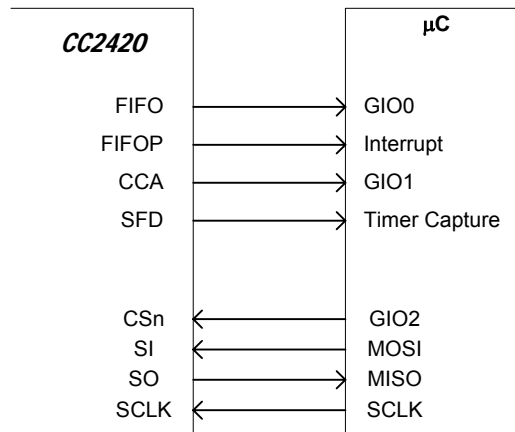 CC2420 μC
FIFO GIO0
FIFOP Interrupt
CCA GIO1
SFD Timer Capture
CSn GIO2
SI MOSI
SO MISO
SCLK SCLK